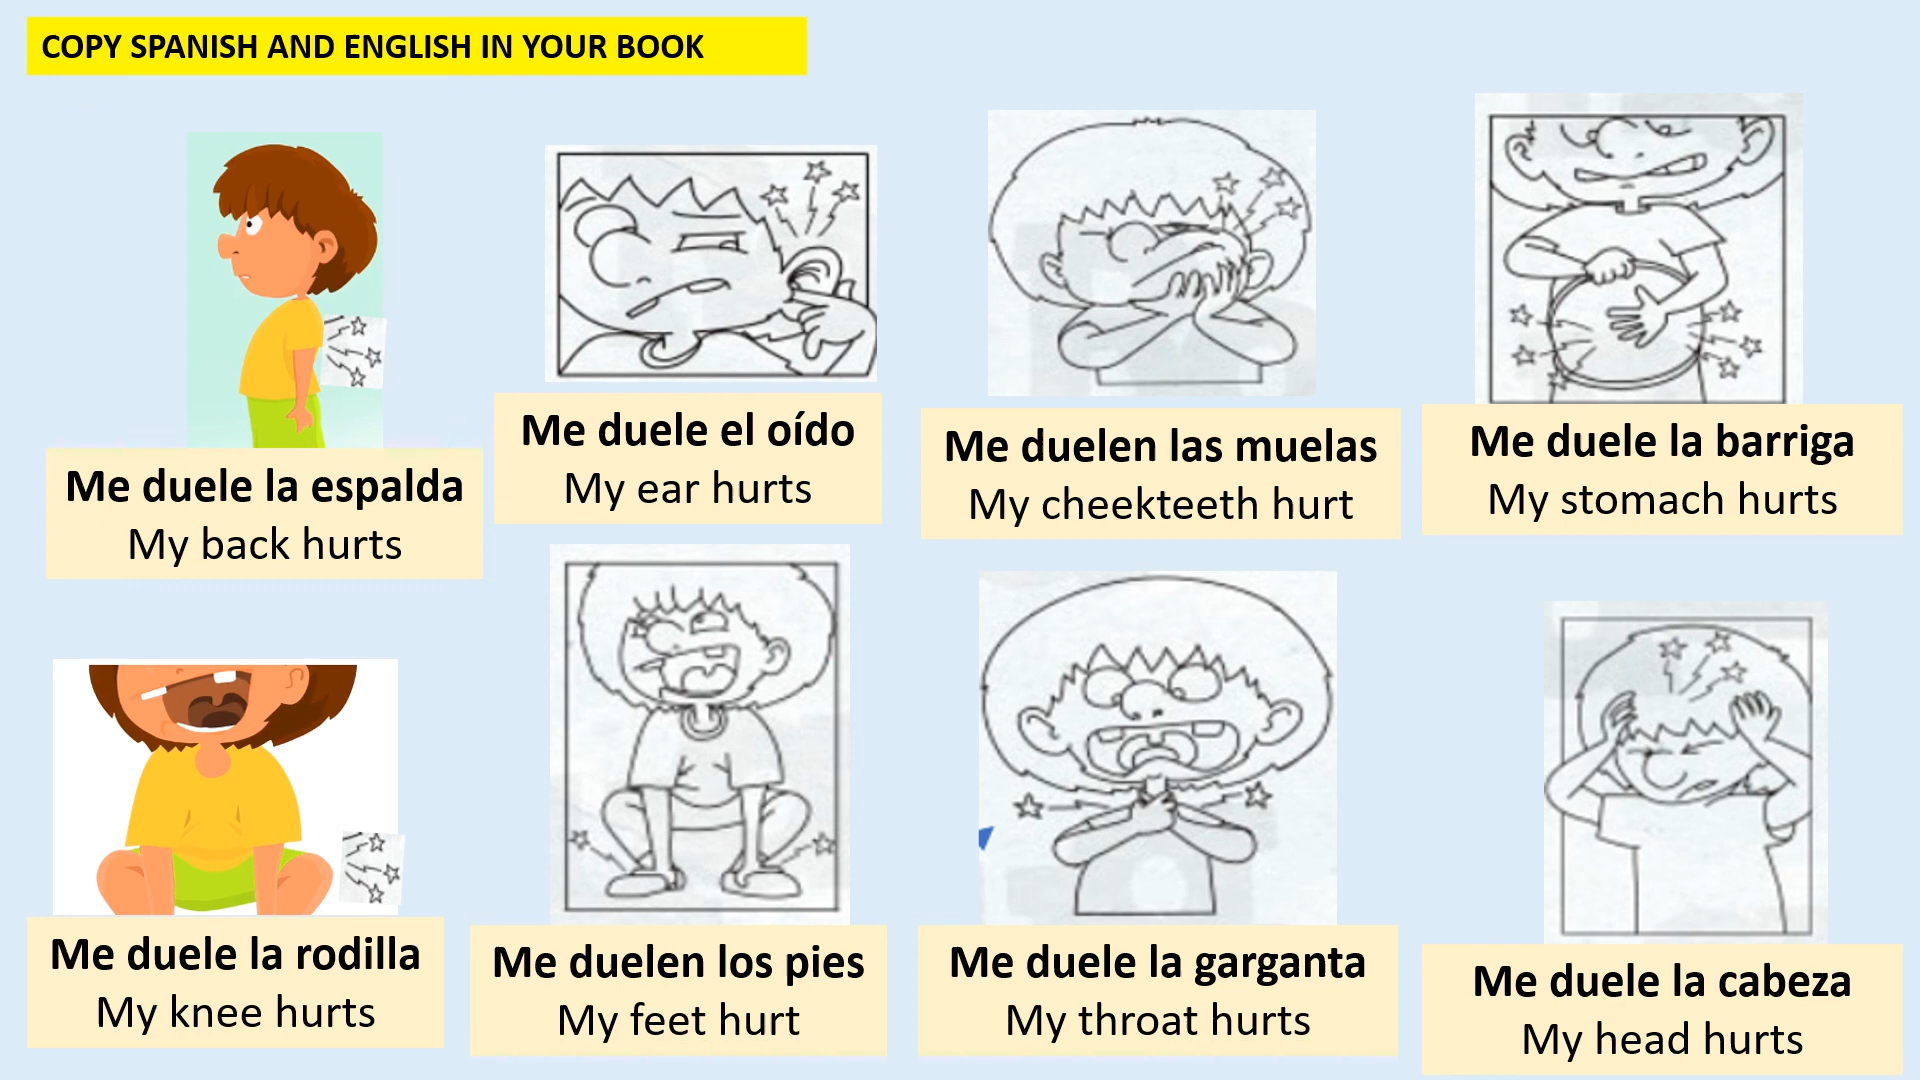 COPY SPANISH AND ENGLISH IN YOUR BOOK
Me duele la espalda
My back hurts
Me duele el oído
My ear hurts
Me duelen las muelas
My cheekteeth hurt
Me duele la barriga
My stomach hurts
Me duele la rodilla
My knee hurts
Me duelen los pies
My feet hurt
Me duele la garganta
My throat hurts
Me duele la cabeza
My head hurts